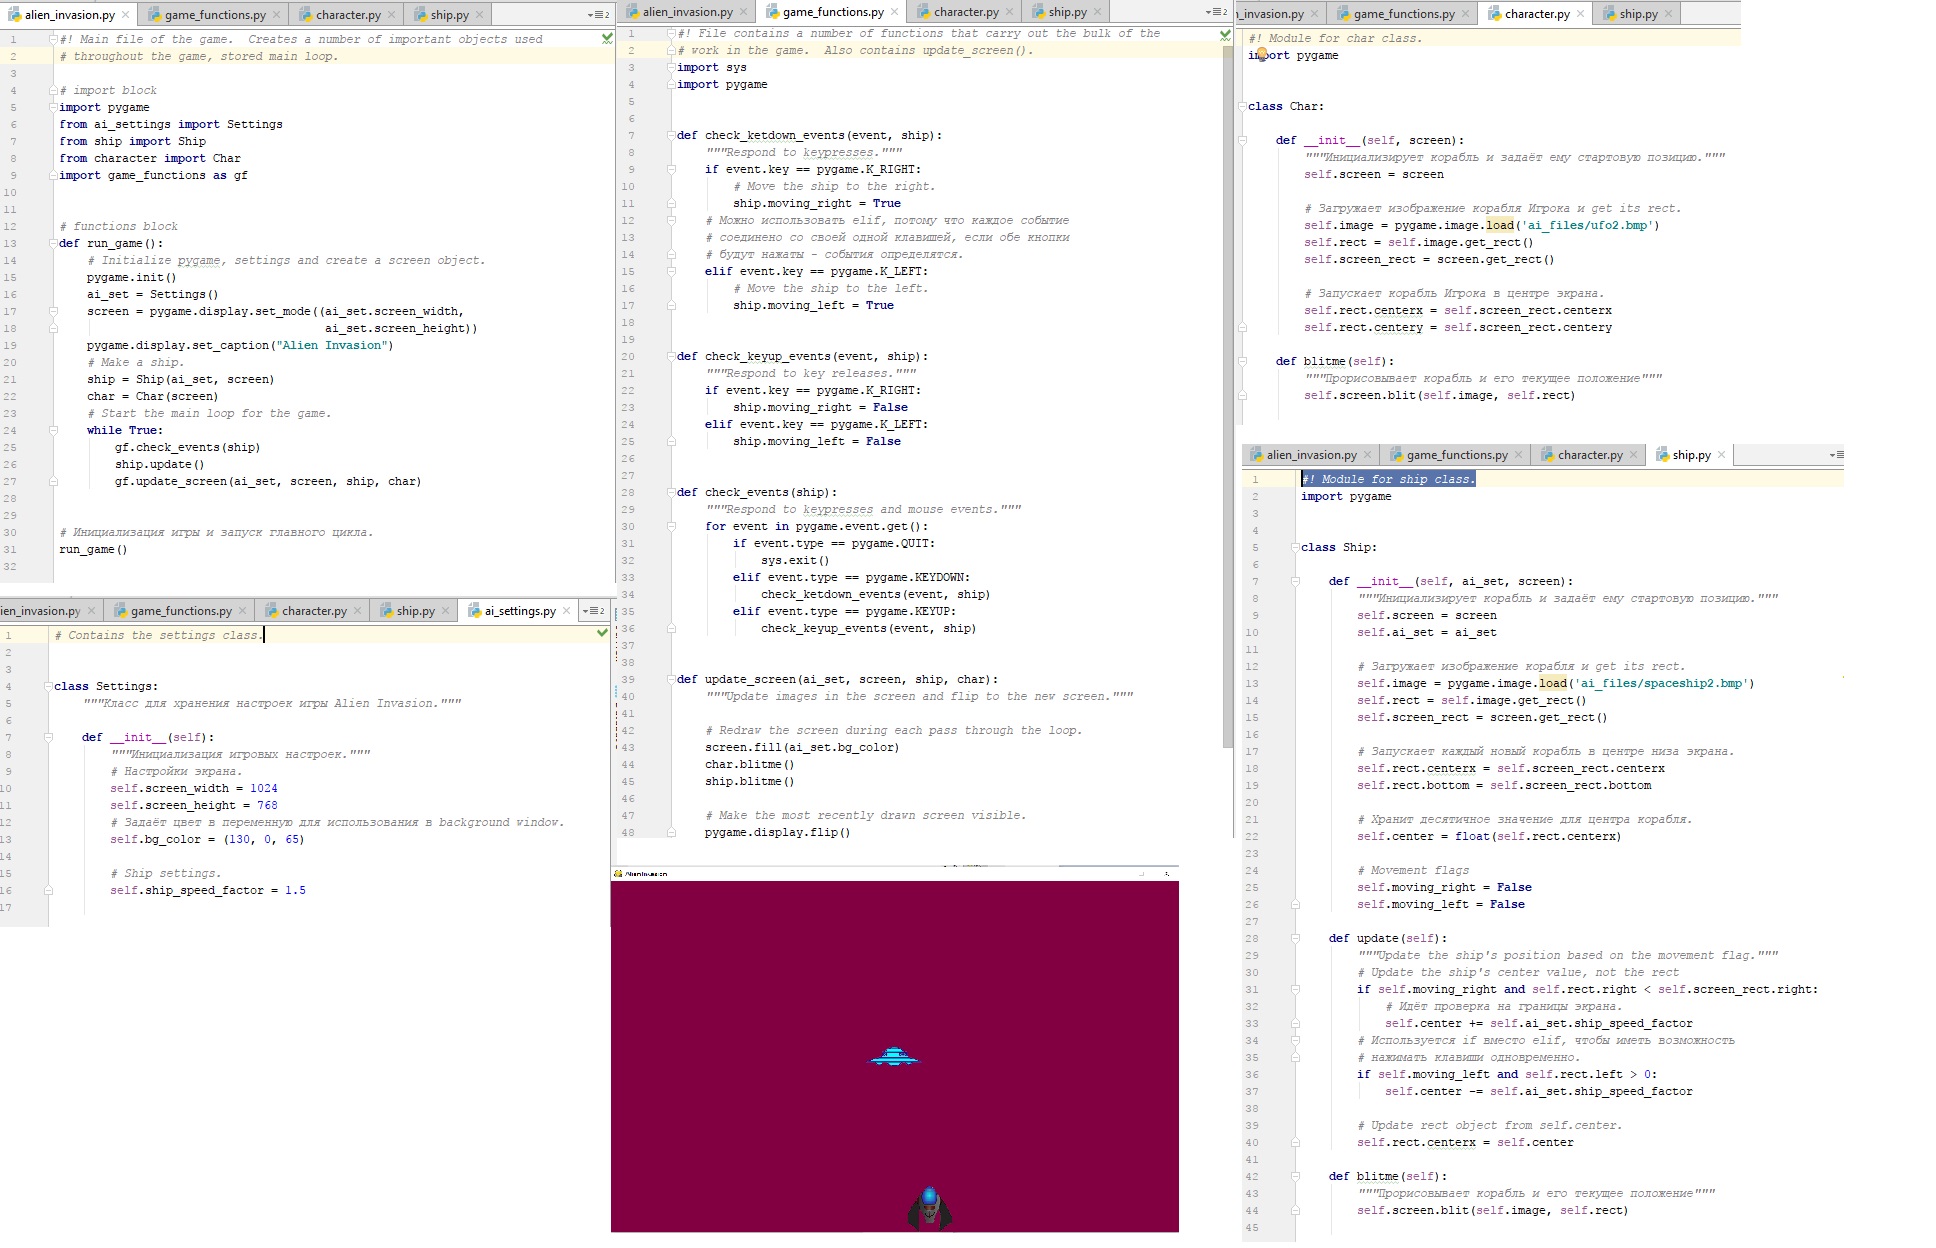 alien_invasion.py game_functions.py character.py ship.py
1 #! Main file of the game.  Creates a number of important objects used
2 # throughout the game, stored main loop.
3
4 # import block
5 import pygame
6 from ai_settings import Settings
7 from ship import Ship
8 from character import Char
9 import game_functions as gf
10
11
12 # functions block
13 def run_game():
14 # Initialize pygame, settings and create a screen object.
15 pygame.init()
16 ai_set = Settings()
17 screen = pygame.display.set_mode((ai_set.screen_width,
18 ai_set.screen_height))
19 pygame.display.set_caption("Alien Invasion")
20 # Make a ship.
21 ship = Ship(ai_set, screen)
22 char = Char(screen)
23 # Start the main loop for the game.
24 while True:
25 gf.check_events(ship)
26 ship.update()
27 gf.update_screen(ai_set, screen, ship, char)
28
29
30 # Инициализация игры и запуск главного цикла.
31 run_game()
32
ien_invasion.py game_functions.py character.py ship.py ai_settings.py
1 # Contains the settings class.
2
3
4 class Settings:
5 """Класс для хранения настроек игры Alien Invasion."""
6
7 def __init__(self):
8 """Инициализация игровых настроек."""
9 # Настройки экрана.
10 self.screen_width = 1024
11 self.screen_height = 768
12 # Задаёт цвет в переменную для использования в background window.
13 self.bg_color = (130, 0, 65)
14
15 # Ship settings.
16 self.ship_speed_factor = 1.5
17
alien_invasion.py game_functions.py character.py ship.py
1 #! File contains a number of functions that carry out the bulk of the
2 # work in the game.  Also contains update_screen().
3 import sys
4 import pygame
5
6
7 def check_ketdown_events(event, ship):
8 """Respond to keypresses."""
9 if event.key == pygame.K_RIGHT:
10 # Move the ship to the right.
11 ship.moving_right = True
12 # Можно использовать elif, потому что каждое событие
13 # соединено со своей одной клавишей, если обе кнопки
14 # будут нажаты - события определятся.
15 elif event.key == pygame.K_LEFT:
16 # Move the ship to the left.
17 ship.moving_left = True
18
19
20 def check_keyup_events(event, ship):
21 """Respond to key releases."""
22 if event.key == pygame.K_RIGHT:
23 ship.moving_right = False
24 elif event.key == pygame.K_LEFT:
25 ship.moving_left = False
26
27
28 def check_events(ship):
29 """Respond to keypresses and mouse events."""
30 for event in pygame.event.get():
31 if event.type == pygame.QUIT:
32 sys.exit()
33 elif event.type == pygame.KEYDOWN:
34 check_ketdown_events(event, ship)
35 elif event.type == pygame.KEYUP:
36 check_keyup_events(event, ship)
37
38
39 def update_screen(ai_set, screen, ship, char):
40 """Update images in the screen and flip to the new screen."""
41
42 # Redraw the screen during each pass through the loop.
43 screen.fill(ai_set.bg_color)
44 char.blitme()
45 ship.blitme()
46
47 # Make the most recently drawn screen visible.
48 pygame.display.flip()
Alien Invasion
_invasion.py game_functions.py character.py ship.py
#! Module for char class.
import pygame
class Char:
def __init__(self, screen):
"""Инициализирует корабль и задаёт ему стартовую позицию."""
self.screen = screen
# Загружает изображение корабля Игрока и get its rect.
self.image = pygame.image.load('ai_files/ufo2.bmp')
self.rect = self.image.get_rect()
self.screen_rect = screen.get_rect()
# Запускает корабль Игрока в центре экрана.
self.rect.centerx = self.screen_rect.centerx
self.rect.centery = self.screen_rect.centery
def blitme(self):
"""Прорисовывает корабль и его текущее положение"""
self.screen.blit(self.image, self.rect)
alien_invasion.py game_functions.py character.py ship.py
1 #! Module for ship class.
2 import pygame
3
4
5 class Ship:
6
7 def __init__(self, ai_set, screen):
8 """Инициализирует корабль и задаёт ему стартовую позицию."""
9 self.screen = screen
10 self.ai_set = ai_set
11
12 # Загружает изображение корабля и get its rect.
13 self.image = pygame.image.load('ai_files/spaceship2.bmp')
14 self.rect = self.image.get_rect()
15 self.screen_rect = screen.get_rect()
16
17 # Запускает каждый новый корабль в центре низа экрана.
18 self.rect.centerx = self.screen_rect.centerx
19 self.rect.bottom = self.screen_rect.bottom
20
21 # Хранит десятичное значение для центра корабля.
22 self.center = float(self.rect.centerx)
23
24 # Movement flags
25 self.moving_right = False
26 self.moving_left = False
27
28 def update(self):
29 """Update the ship's position based on the movement flag."""
30 # Update the ship's center value, not the rect
31 if self.moving_right and self.rect.right < self.screen_rect.right:
32 # Идёт проверка на границы экрана.
33 self.center += self.ai_set.ship_speed_factor
34 # Используется if вместо elif, чтобы иметь возможность
35 # нажимать клавиши одновременно.
36 if self.moving_left and self.rect.left > 0:
37 self.center -= self.ai_set.ship_speed_factor
38
39 # Update rect object from self.center.
40 self.rect.centerx = self.center
41
42 def blitme(self):
43 """Прорисовывает корабль и его текущее положение"""
44 self.screen.blit(self.image, self.rect)
45